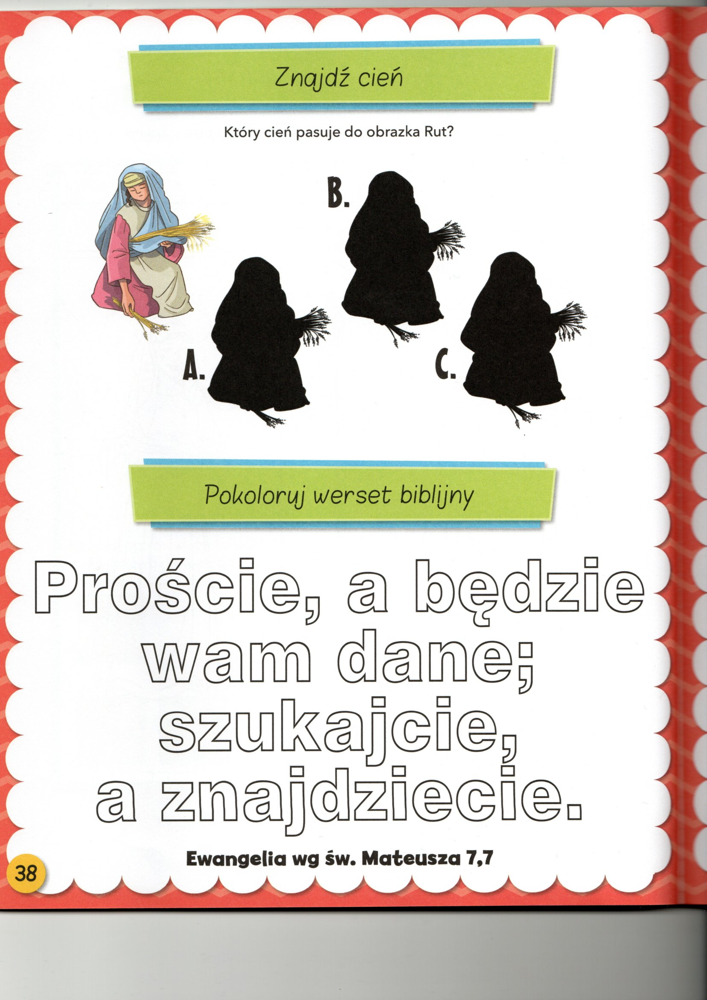 Znajdź cień
Który cień pasuje do obrazka Rut?
B.
A.
C.
Pokoloruj werset biblijny
Proście, a będzie
wam dane;
szukajcie,
a znajdziecie.
Ewangelia wg św. Mateusza 7,7
38